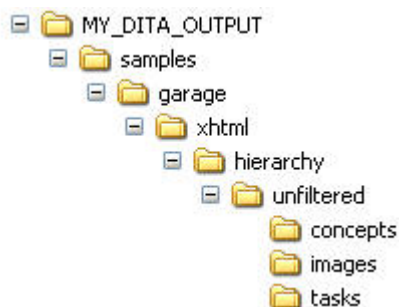 MY_DITA_OUTPUT
samples
garage
xhtml
hierarchy
unfiltered
concepts
images
tasks